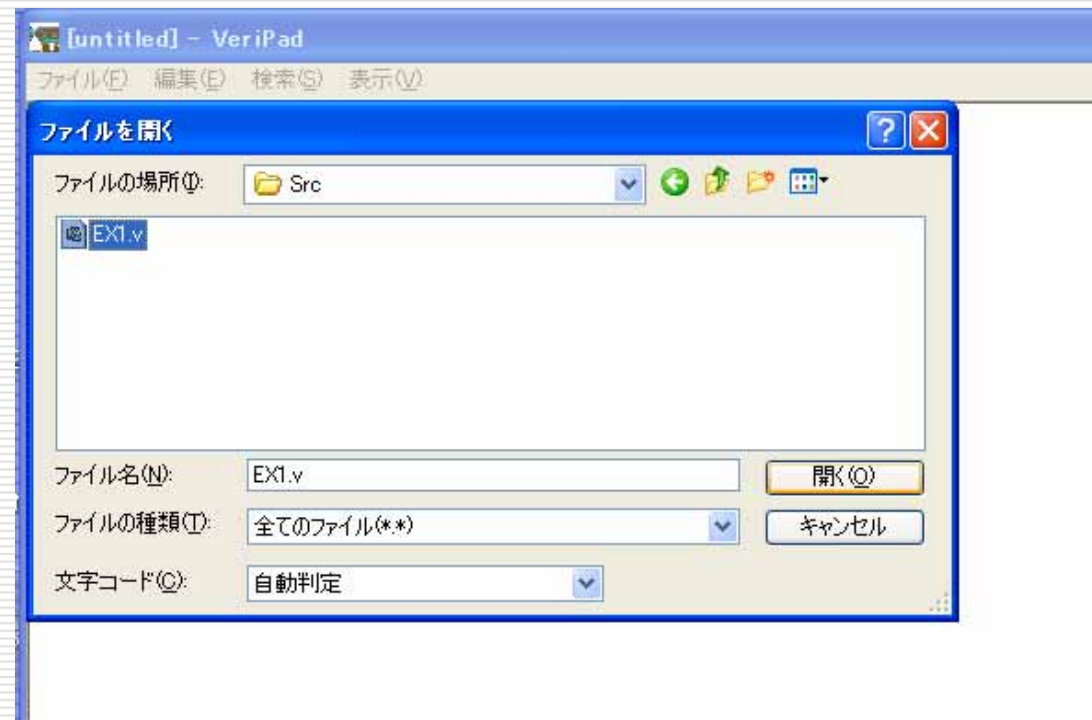 [untitled] - VeriPad
ファイル(F) 編集(E) 検索(S) 表示(V)
ファイルを開く
ファイルの場所(I): Src
EX1.v
ファイル名(N): EX1.v 開く(O)
ファイルの種類(T): 全てのファイル(*.*) キャンセル
文字コード(C): 自動判定